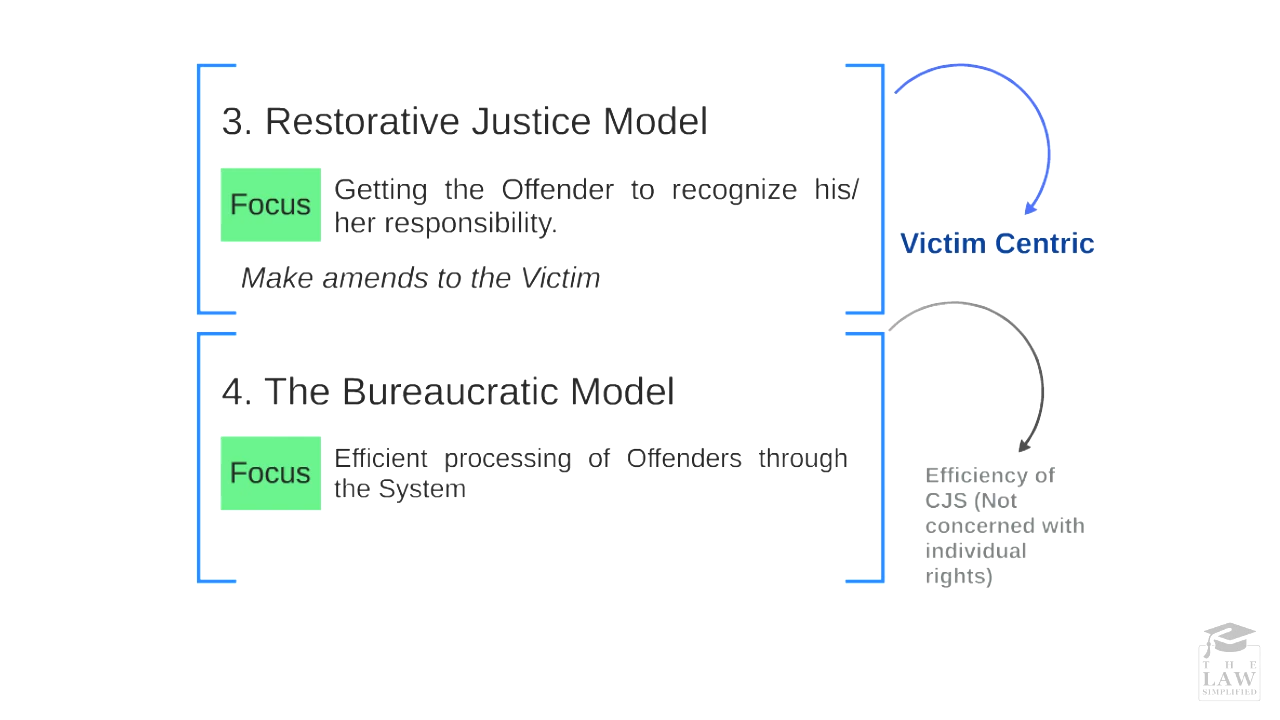 3. Restorative Justice Model
Focus
Getting the Offender to recognize his/
her responsibility.
Make amends to the Victim
Victim Centric
4. The Bureaucratic Model
Focus
Efficient processing of Offenders through
the System
Efficiency of
CJS (Not
concerned with
individual
rights)
THE
LAW
SIMPLIFIED